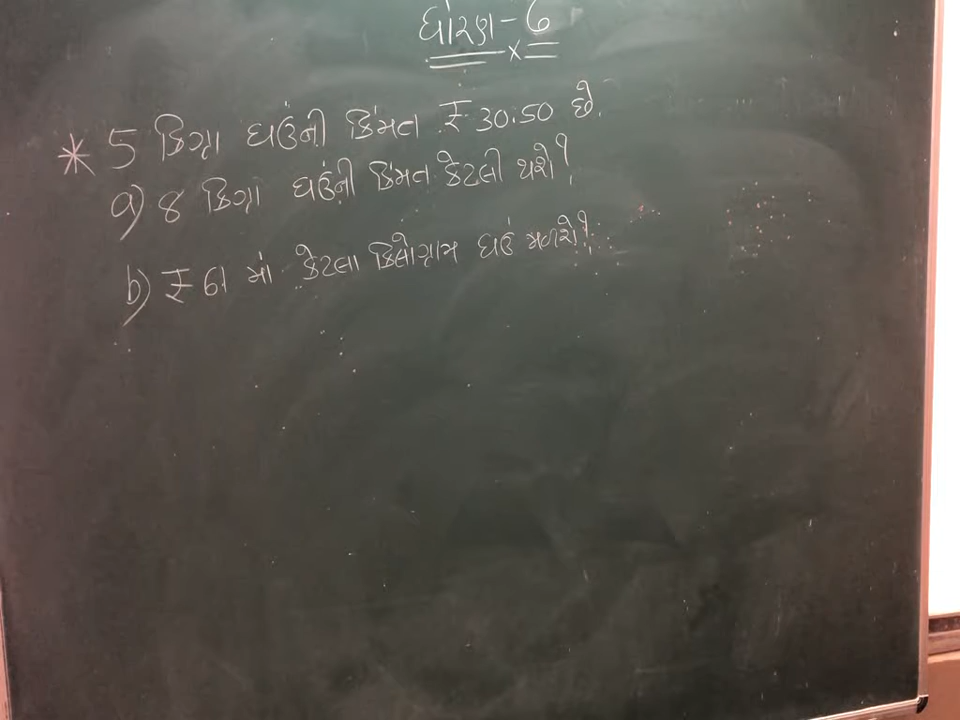 ધોરણ - 6
* 5 કિગ્રા ઘઉંની કિંમત ₹ 30.50 છે.
a) 8 કિગ્રા ઘઉંની કિંમત કેટલી થશે?
b) ₹ 61 માં કેટલા કિલોગ્રામ ઘઉં મળશે?